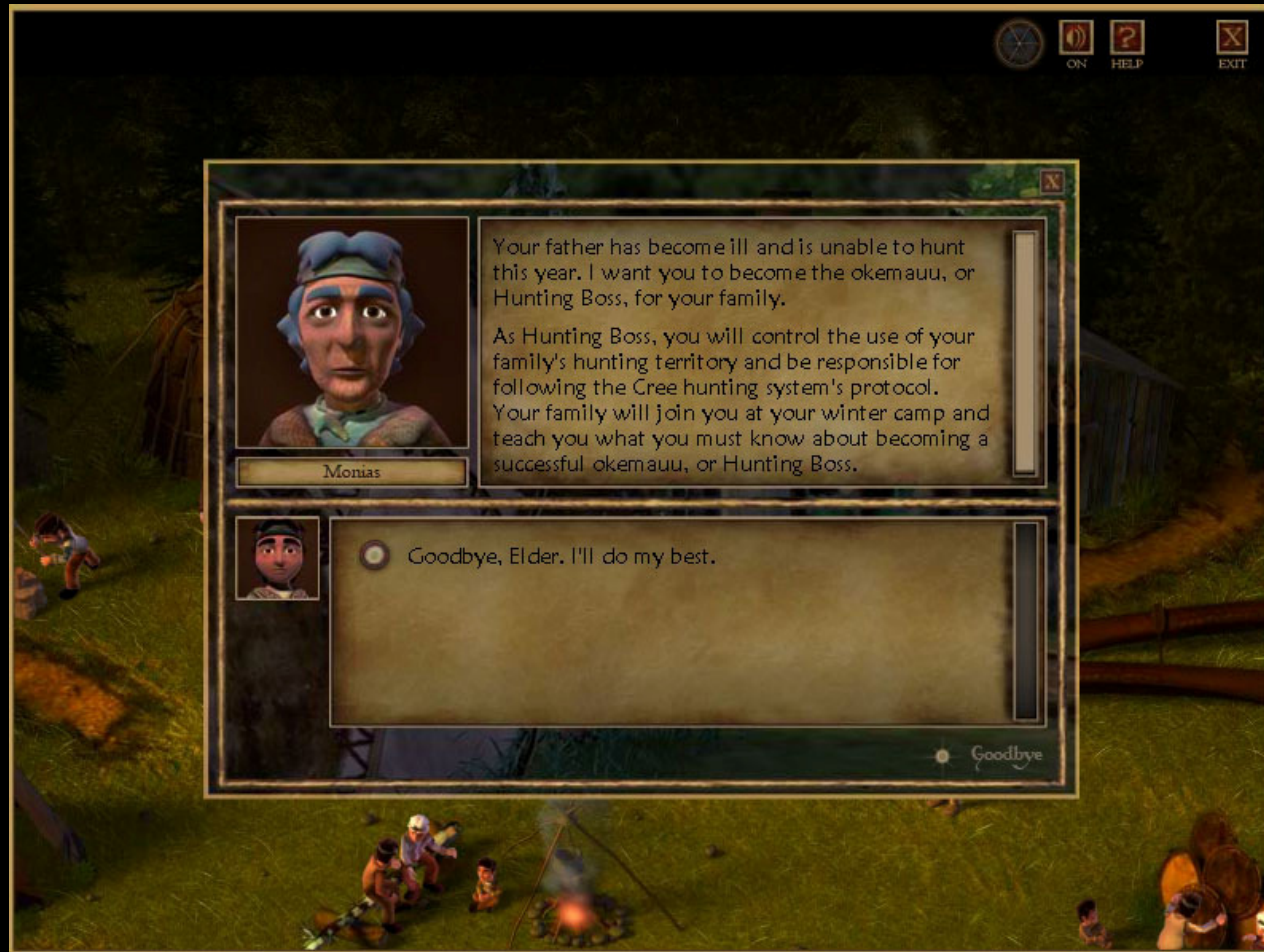 ON
HELP
EXIT
X
X
Your father has become ill and is unable to hunt
this year. I want you to become the okemauu, or
Hunting Boss, for your family.
As Hunting Boss, you will control the use of your
family's hunting territory and be responsible for
following the Cree hunting system's protocol.
Your family will join you at your winter camp and
teach you what you must know about becoming a
successful okemauu, or Hunting Boss.
Monias
Goodbye, Elder. I'll do my best.
Goodbye